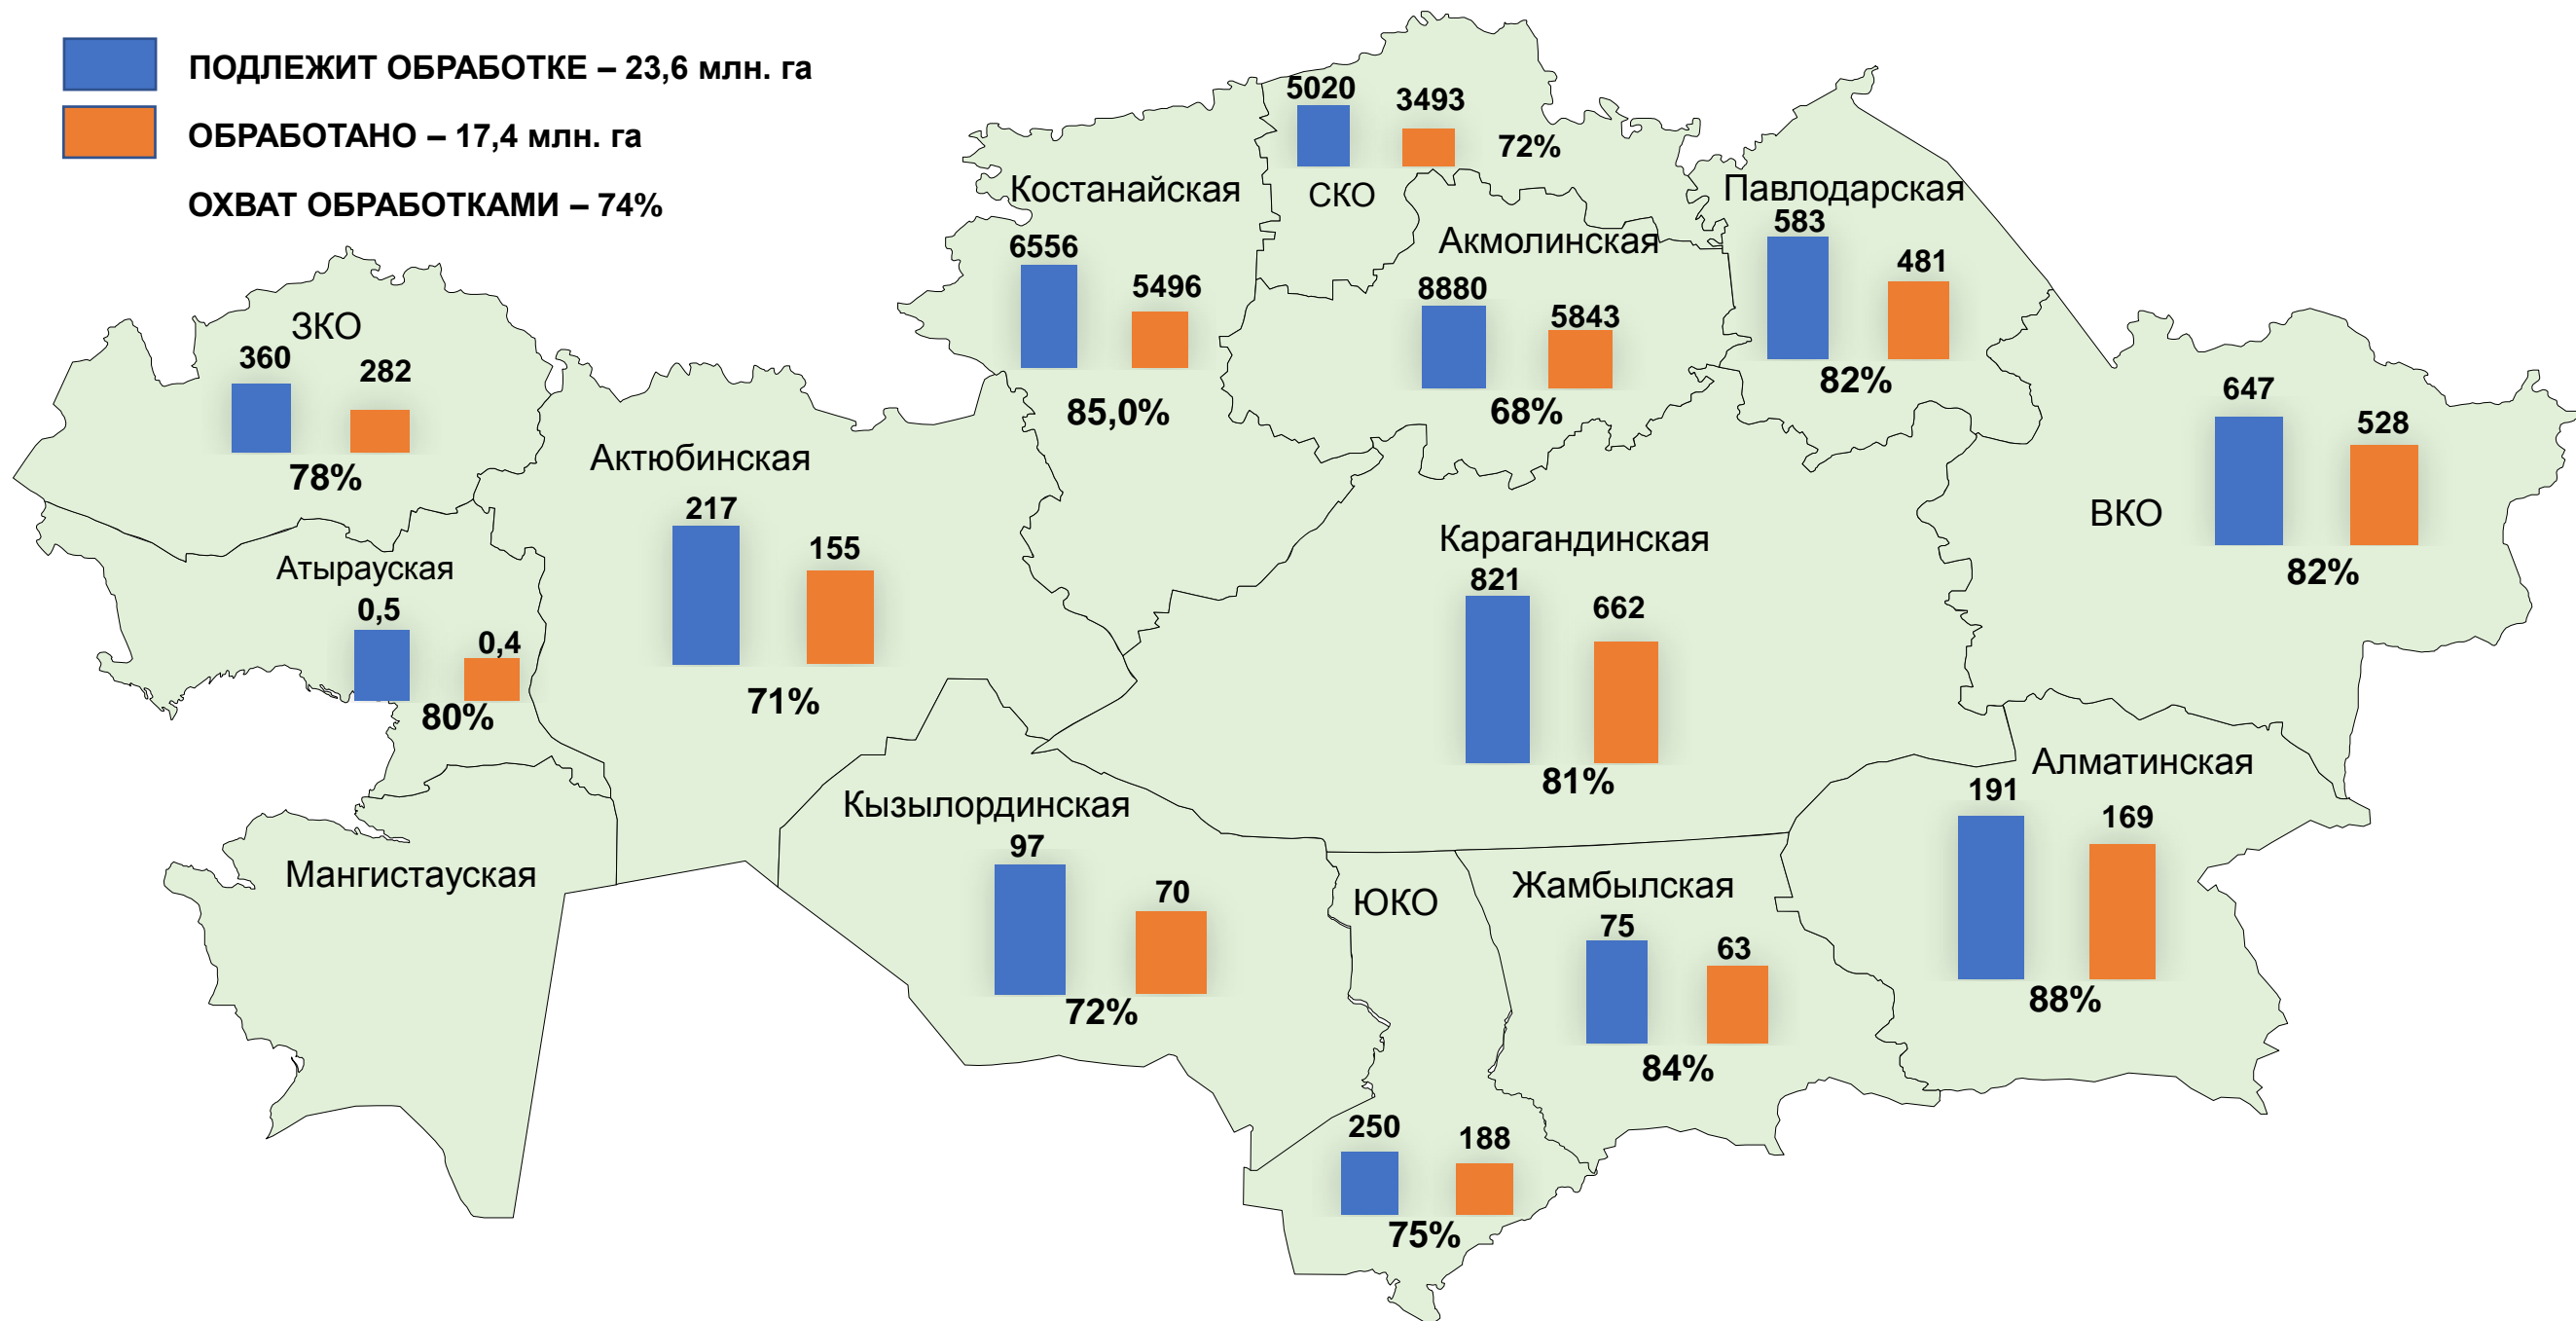 ПОДЛЕЖИТ ОБРАБОТКЕ – 23,6 млн. га
ОБРАБОТАНО – 17,4 млн. га
ОХВАТ ОБРАБОТКАМИ – 74%
5020
3493
72%
СКО
Костанайская
6556
5496
85,0%
Акмолинская
8880
5843
68%
Павлодарская
583
481
82%
ЗКО
360
282
78%
Актюбинская
217
155
71%
Атырауская
0,5
0,4
80%
Карагандинская
821
662
81%
647
528
ВКО
82%
Алматинская
191
169
88%
Мангистауская
Кызылординская
97
70
72%
ЮКО
250
188
75%
Жамбылская
75
63
84%